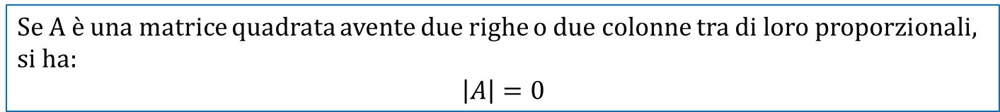 Se A è una matrice quadrata avente due righe o due colonne tra di loro proporzionali,
si ha:
|A| = 0